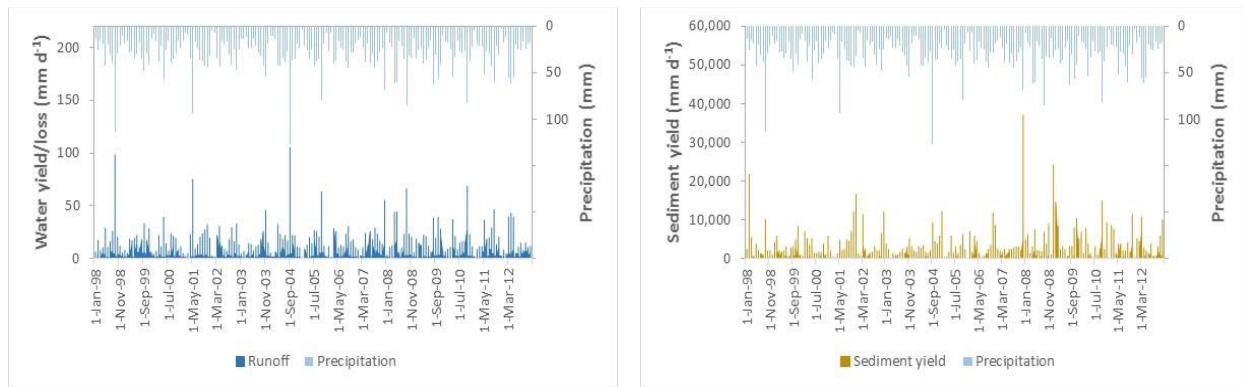 Water yield/loss (mm d-1)
200
150
100
50
0
0
50
100
Precipitation (mm)
1-Jan-98
1-Nov-98
1-Sep-99
1-Jul-00
1-May-01
1-Mar-02
1-Jan-03
1-Nov-03
1-Sep-04
1-Jul-05
1-May-06
1-Mar-07
1-Jan-08
1-Nov-08
1-Sep-09
1-Jul-10
1-May-11
1-Mar-12
Runoff Precipitation
Sediment yield (mm d-1)
60,000
50,000
40,000
30,000
20,000
10,000
0
0
50
100
Precipitation (mm)
1-Jan-98
1-Nov-98
1-Sep-99
1-Jul-00
1-May-01
1-Mar-02
1-Jan-03
1-Nov-03
1-Sep-04
1-Jul-05
1-May-06
1-Mar-07
1-Jan-08
1-Nov-08
1-Sep-09
1-Jul-10
1-May-11
1-Mar-12
Sediment yield Precipitation